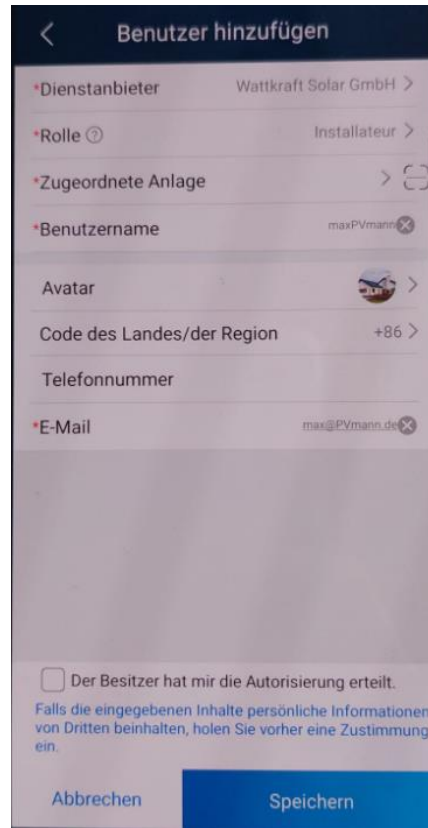 Benutzer hinzufügen
*Dienstanbieter Wattkraft Solar GmbH >
*Rolle ? Installateur >
*Zugeordnete Anlage >
*Benutzername maxPVmann
Avatar >
Code des Landes/der Region +86 >
Telefonnummer
*E-Mail max@PVmann.de
Der Besitzer hat mir die Autorisierung erteilt.
Falls die eingegebenen Inhalte persönliche Informationen
von Dritten beinhalten, holen Sie vorher eine Zustimmung
ein.
Abbrechen Speichern